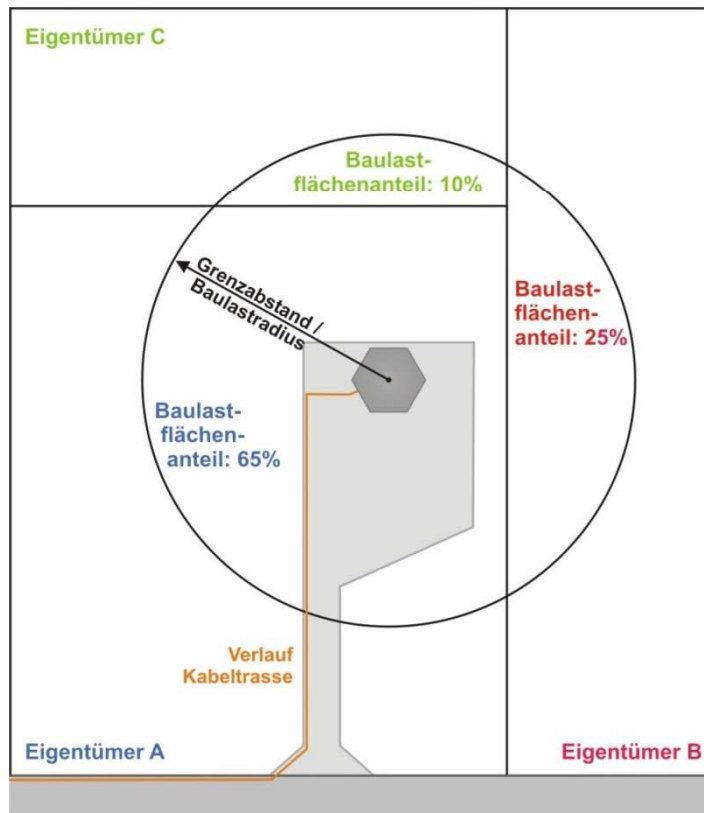 Eigentümer C
Baulast-
flächenanteil: 10%
Grenzabstand /
Baulastradius
Baulast-
flächen-
anteil: 25%
Baulast-
flächen-
anteil: 65%
Verlauf
Kabeltrasse
Eigentümer A
Eigentümer B